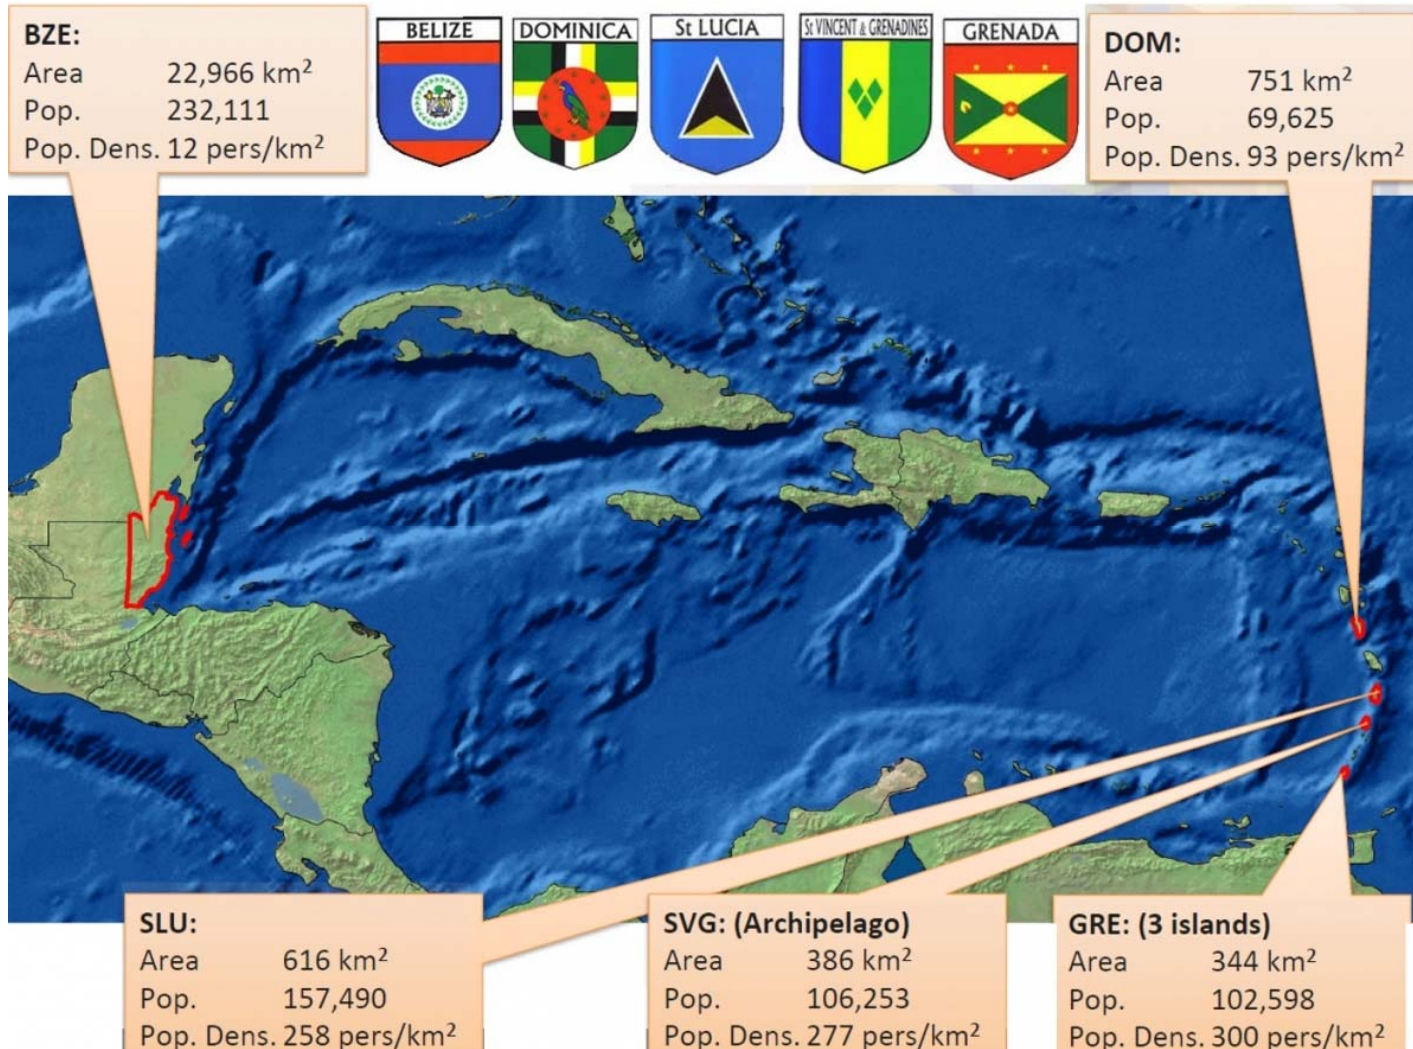 BZE:
Area 22,966 km²
Pop. 232,111
Pop. Dens. 12 pers/km²
BELIZE
DOMINICA
St LUCIA
St VINCENT & GRENADINES
GRENADA
DOM:
Area 751 km²
Pop. 69,625
Pop. Dens. 93 pers/km²
SLU:
Area 616 km²
Pop. 157,490
Pop. Dens. 258 pers/km²
SVG: (Archipelago)
Area 386 km²
Pop. 106,253
Pop. Dens. 277 pers/km²
GRE: (3 islands)
Area 344 km²
Pop. 102,598
Pop. Dens. 300 pers/km²